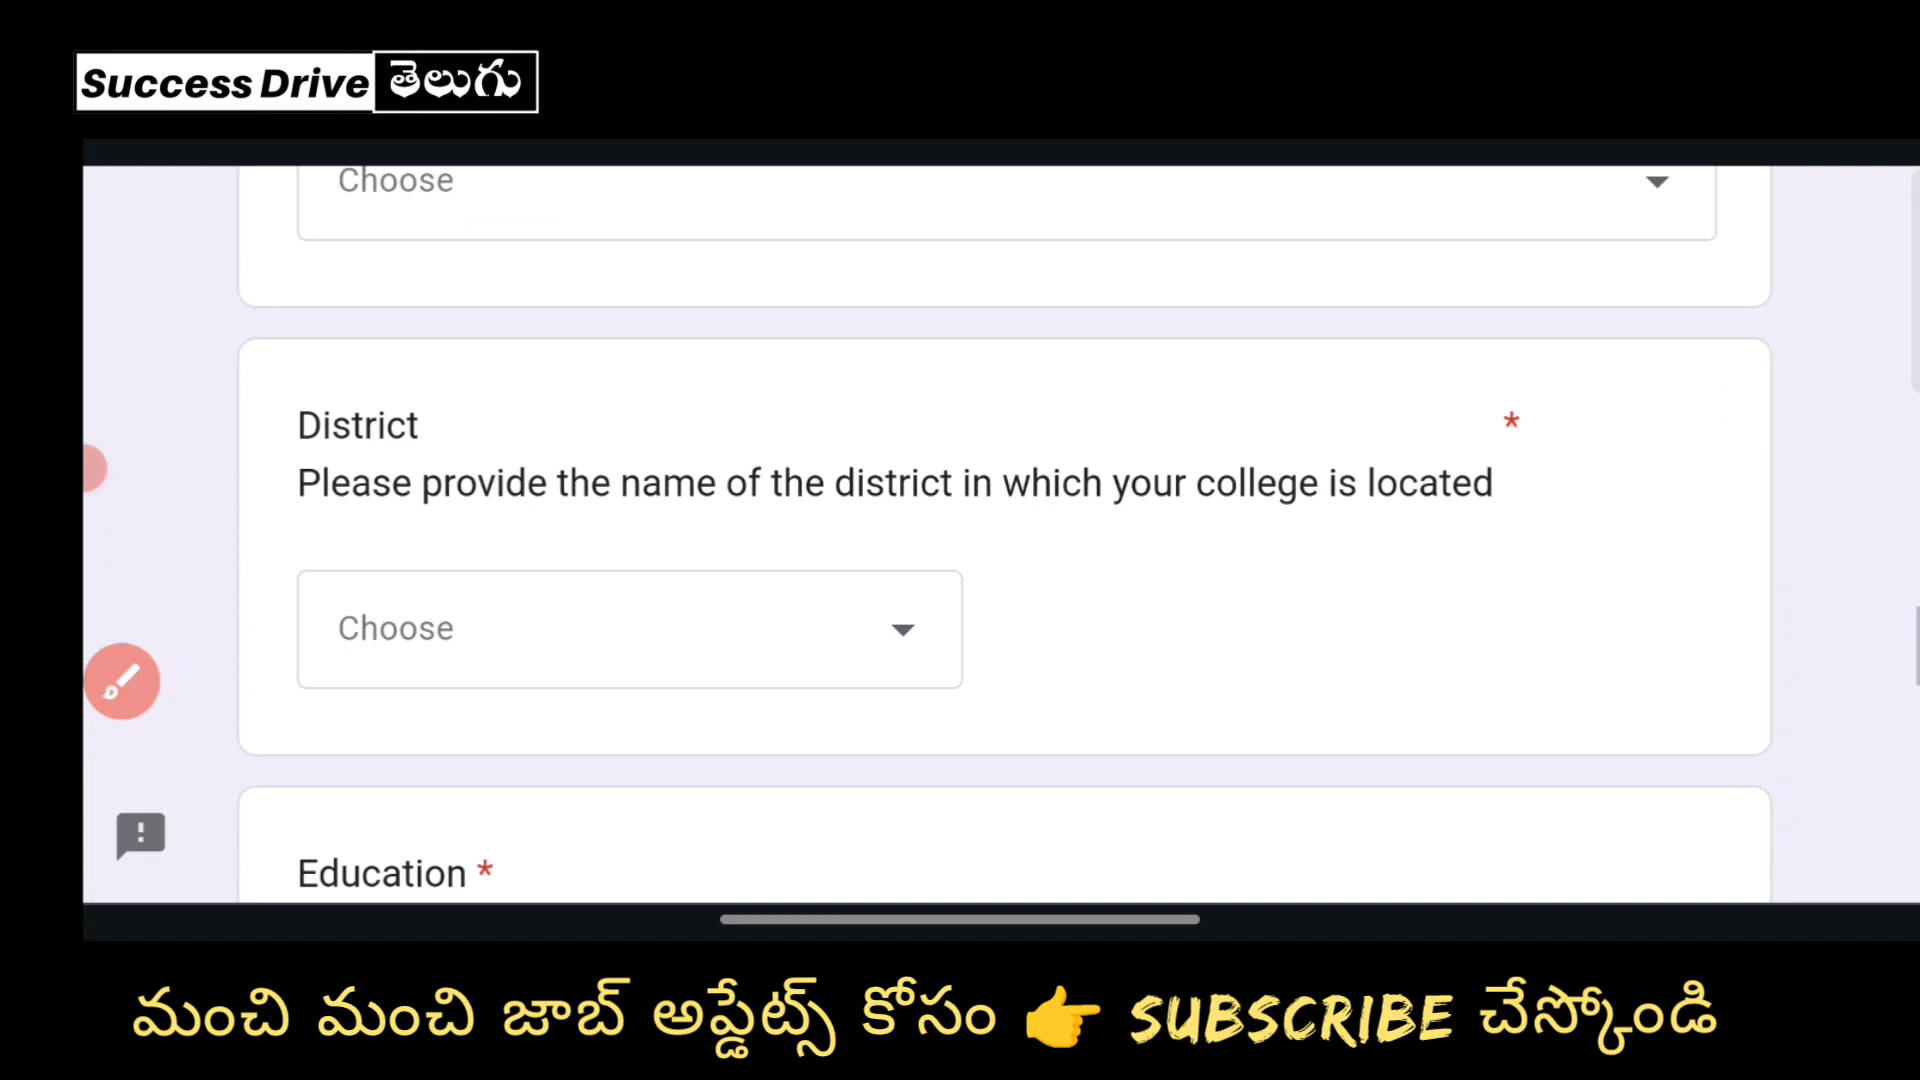 Success Drive తెలుగు
Choose
District *
Please provide the name of the district in which your college is located
Choose
Education *
మంచి మంచి జాబ్ అప్డేట్స్ కోసం 👉 SUBSCRIBE చేస్కోండి